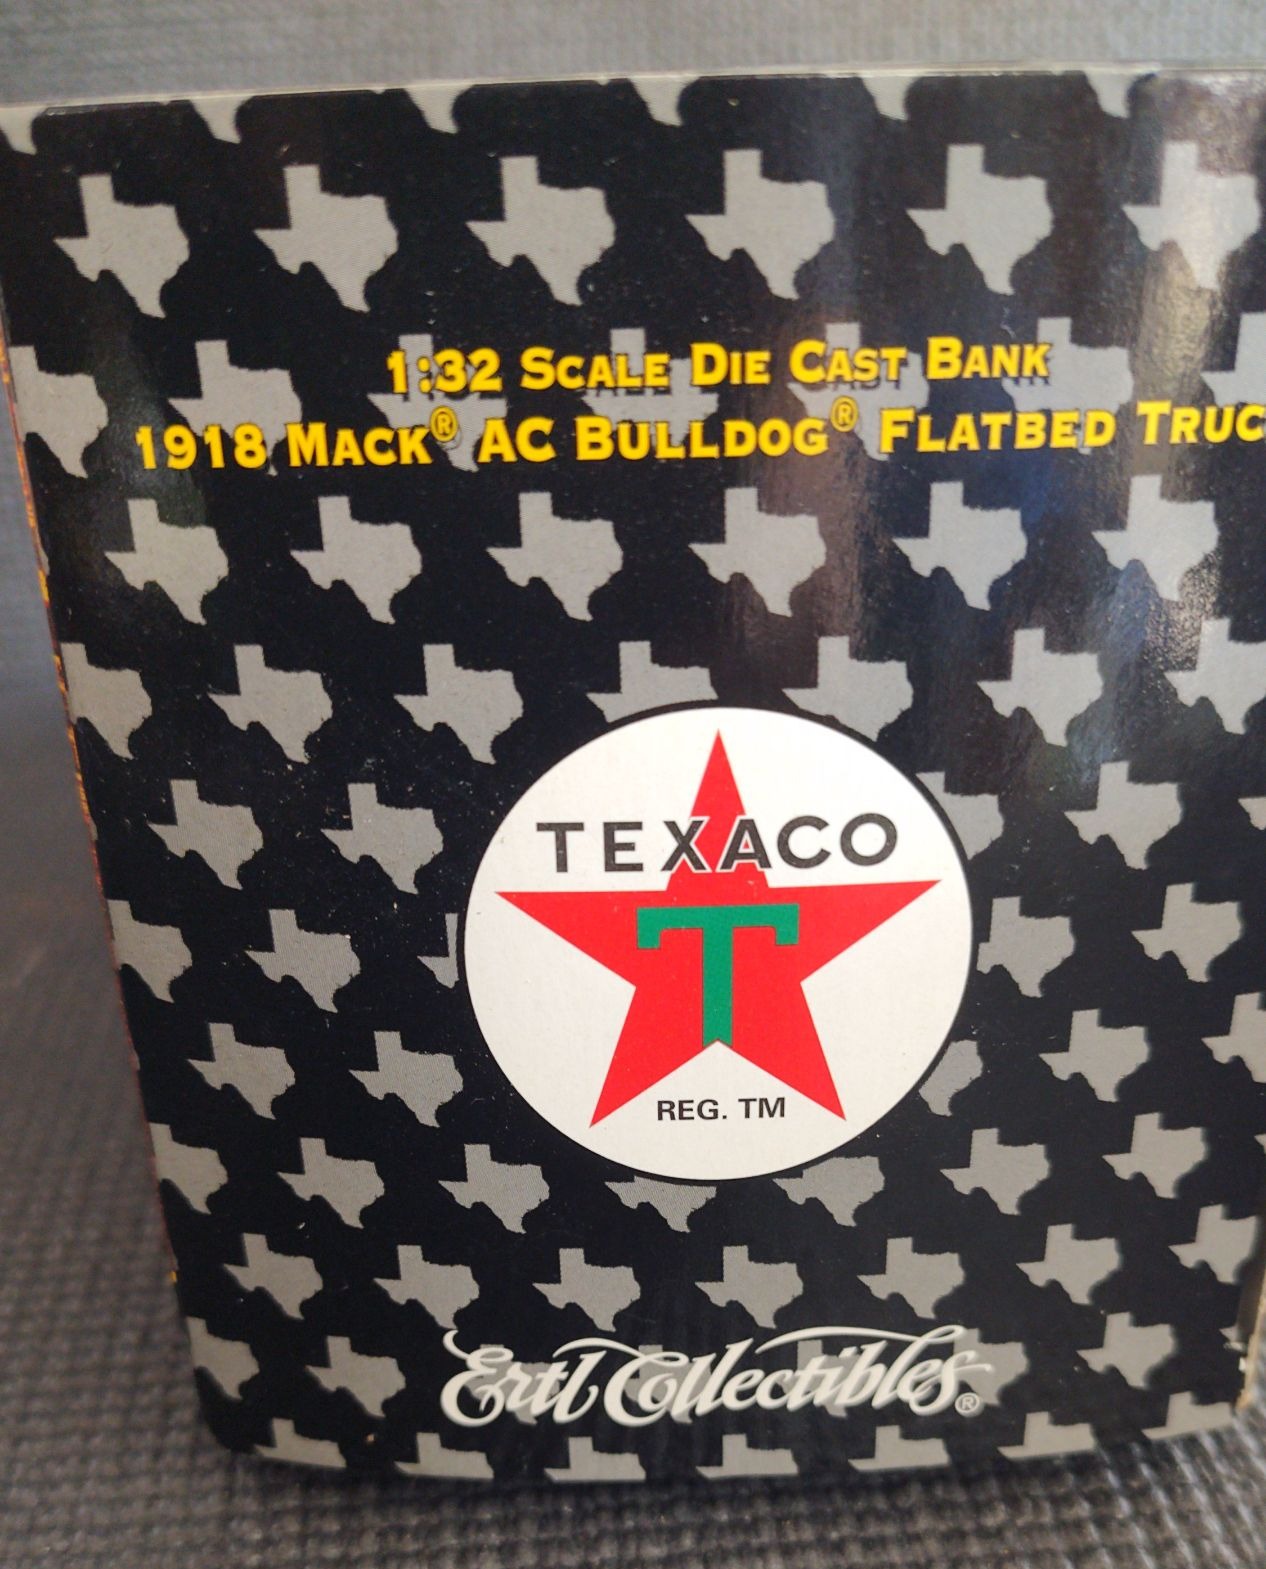 1:32 SCALE DIE CAST BANK
1918 MACK® AC BULLDOG® FLATBED TRUC
TEXACO
T
REG. TM
Ertl Collectibles®